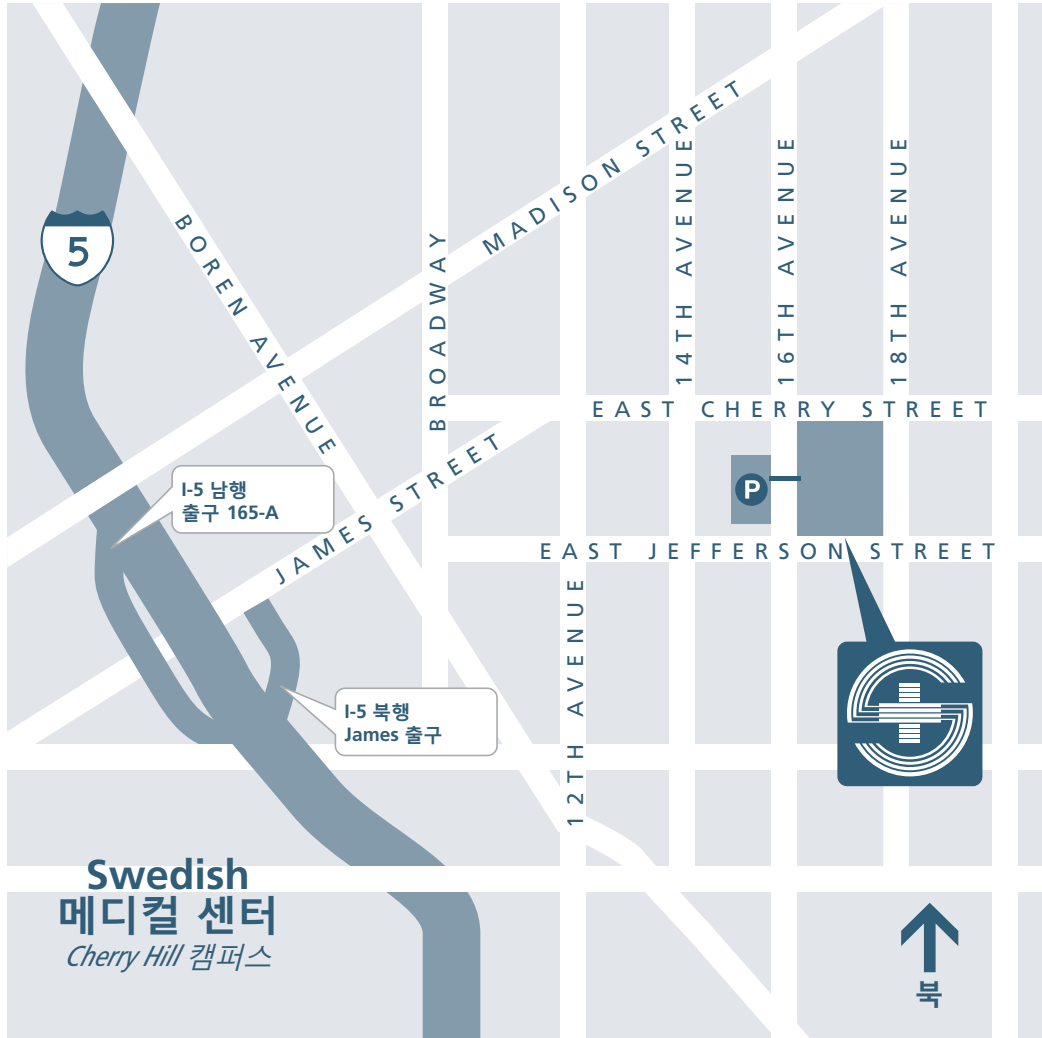 5
BOREN AVENUE
BROADWAY
MADISON STREET
14TH AVENUE
16TH AVENUE
18TH AVENUE
EAST CHERRY STREET
JAMES STREET
I-5 남행
출구 165-A
P
EAST JEFFERSON STREET
12TH AVENUE
I-5 북행
James 출구
Swedish
메디컬 센터
Cherry Hill 캠퍼스
북